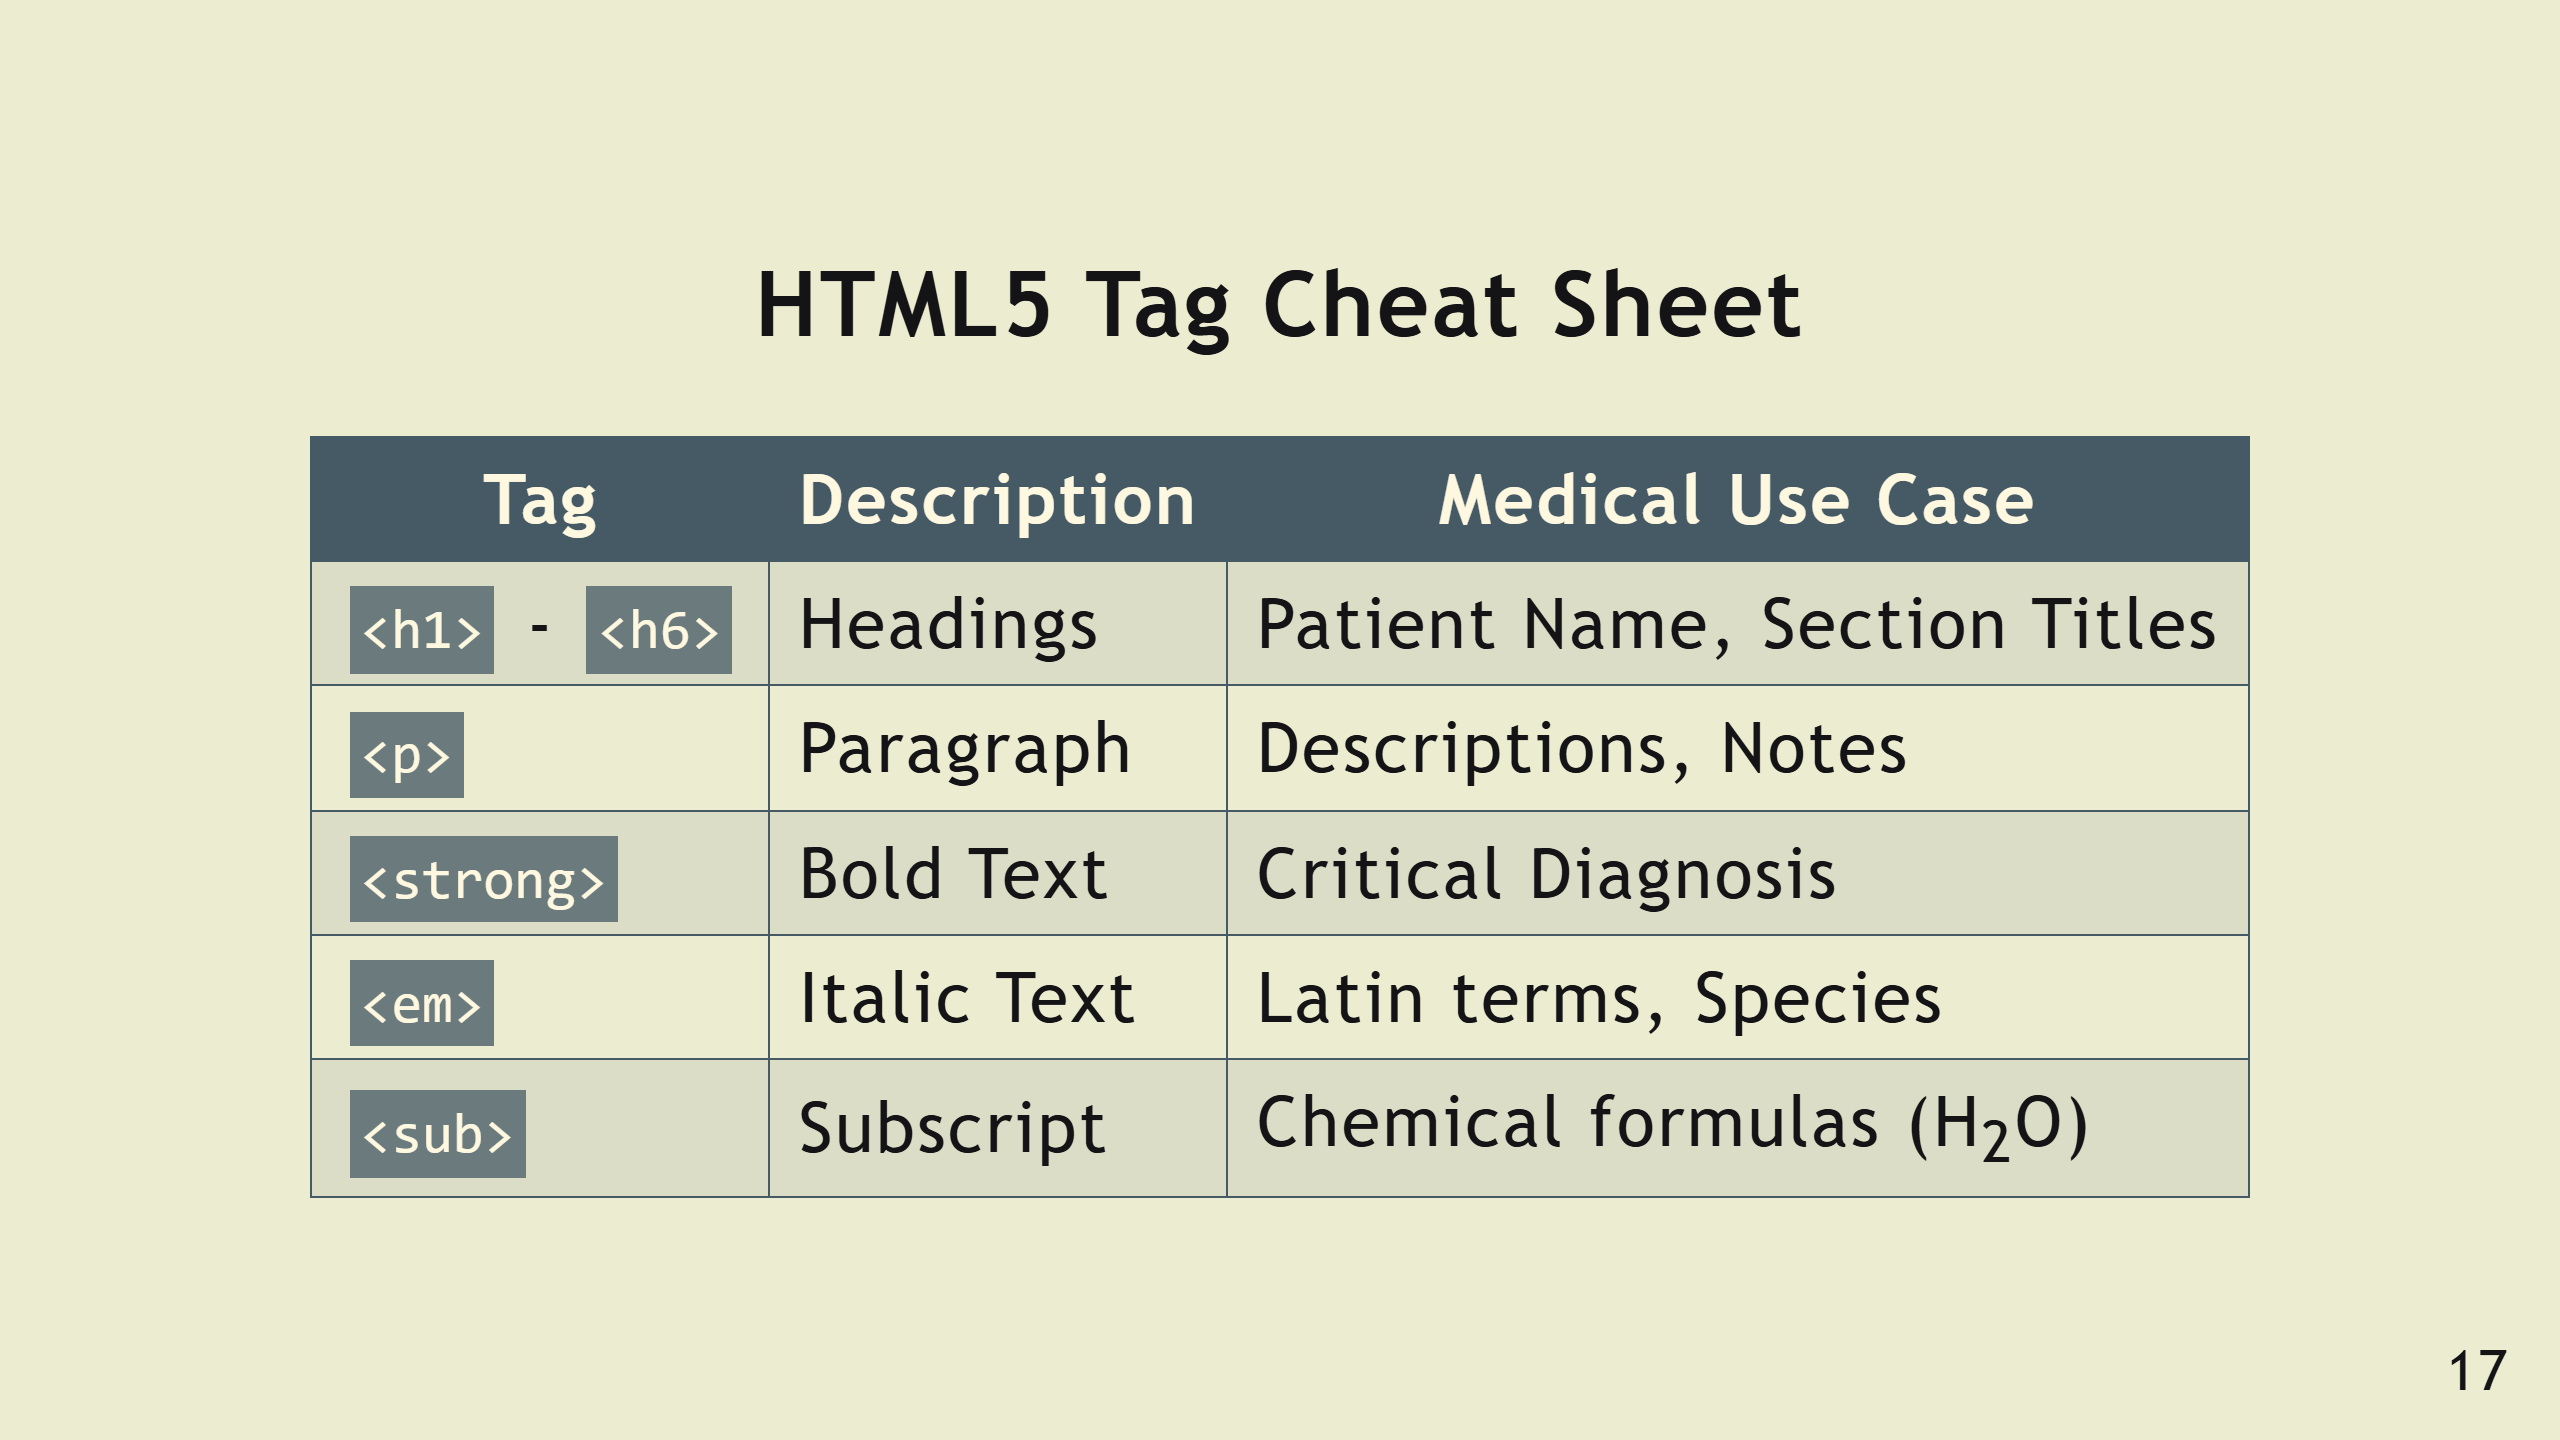 HTML5 Tag Cheat Sheet
Tag Description Medical Use Case
<h1> - <h6> Headings Patient Name, Section Titles
<p> Paragraph Descriptions, Notes
<strong> Bold Text Critical Diagnosis
<em> Italic Text Latin terms, Species
<sub> Subscript Chemical formulas (H₂O)
17